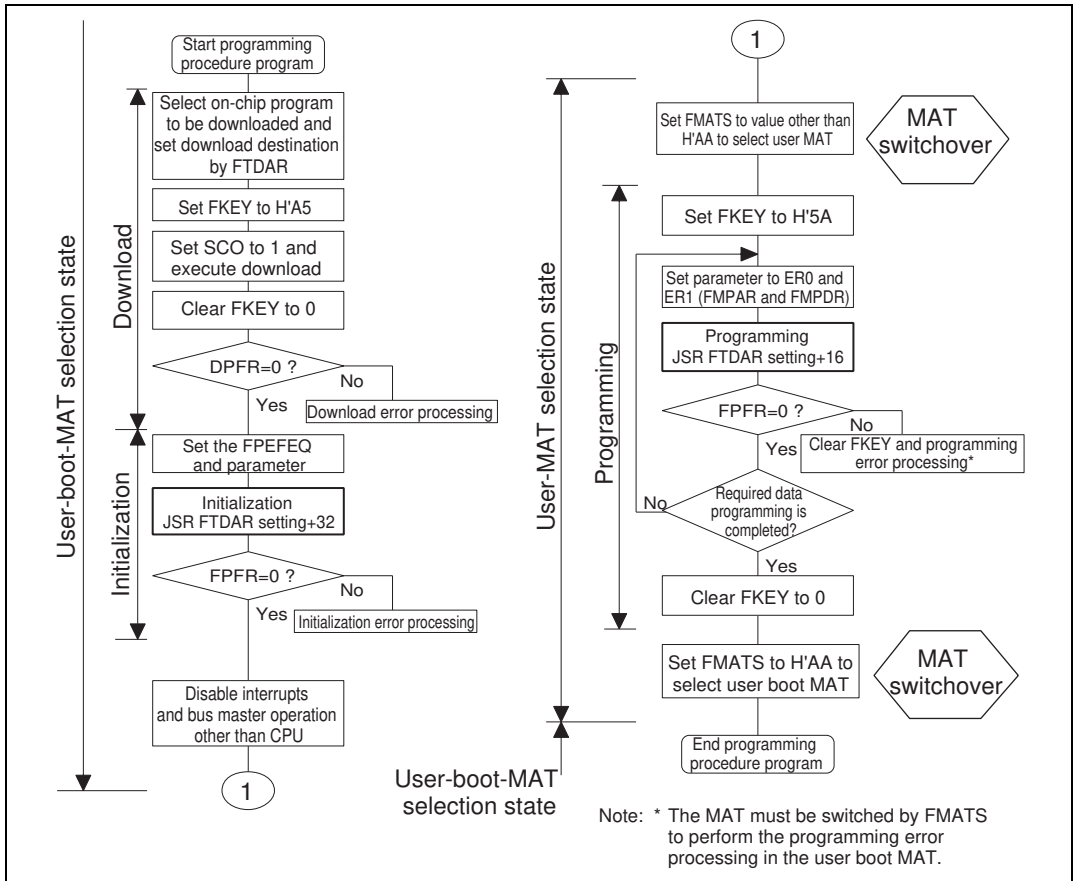 Start programming
procedure program
Select on-chip program
to be downloaded and
set download destination
by FTDAR
Set FKEY to H'A5
Set SCO to 1 and
execute download
Clear FKEY to 0
DPFR=0 ?
No
Yes
Download error processing
Set the FPEFEQ
and parameter
Initialization
JSR FTDAR setting+32
FPFR=0 ?
No
Yes
Initialization error processing
Disable interrupts
and bus master operation
other than CPU
1
User-boot-MAT selection state
Download
Initialization
1
Set FMATS to value other than
H'AA to select user MAT
MAT
switchover
Set FKEY to H'5A
Set parameter to ER0 and
ER1 (FMPAR and FMPDR)
Programming
JSR FTDAR setting+16
FPFR=0 ?
No
Yes
Clear FKEY and programming
error processing*
Required data
programming is
completed?
No
Yes
Clear FKEY to 0
Set FMATS to H'AA to
select user boot MAT
MAT
switchover
End programming
procedure program
User-MAT selection state
Programming
User-boot-MAT
selection state
Note: * The MAT must be switched by FMATS
to perform the programming error
processing in the user boot MAT.